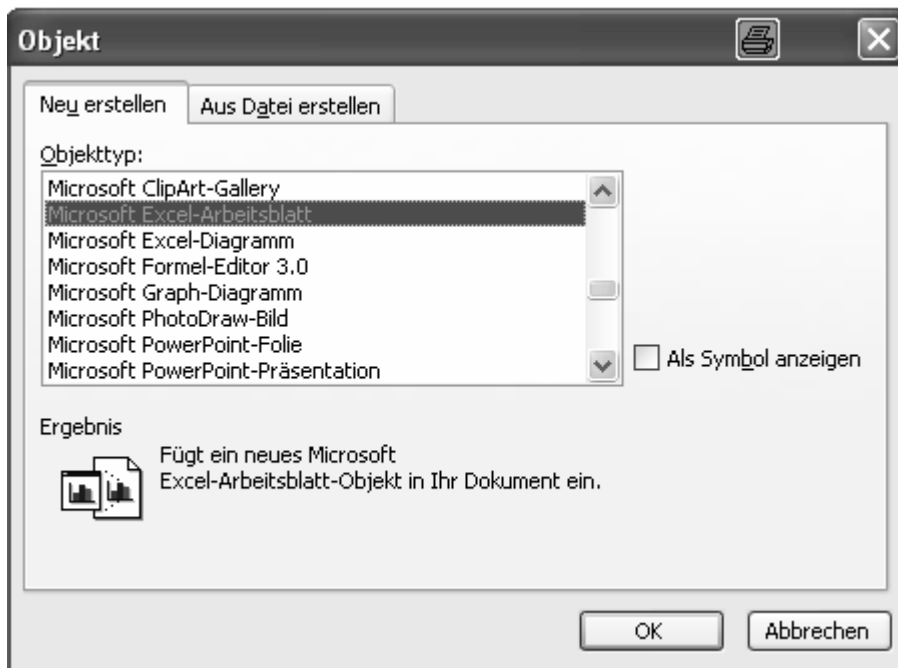 Objekt
Neu erstellen
Aus Datei erstellen
Objekttyp:
Microsoft ClipArt-Gallery
Microsoft Excel-Arbeitsblatt
Microsoft Excel-Diagramm
Microsoft Formel-Editor 3.0
Microsoft Graph-Diagramm
Microsoft PhotoDraw-Bild
Microsoft PowerPoint-Folie
Microsoft PowerPoint-Präsentation
Als Symbol anzeigen
Ergebnis
Fügt ein neues Microsoft
Excel-Arbeitsblatt-Objekt in Ihr Dokument ein.
OK
Abbrechen